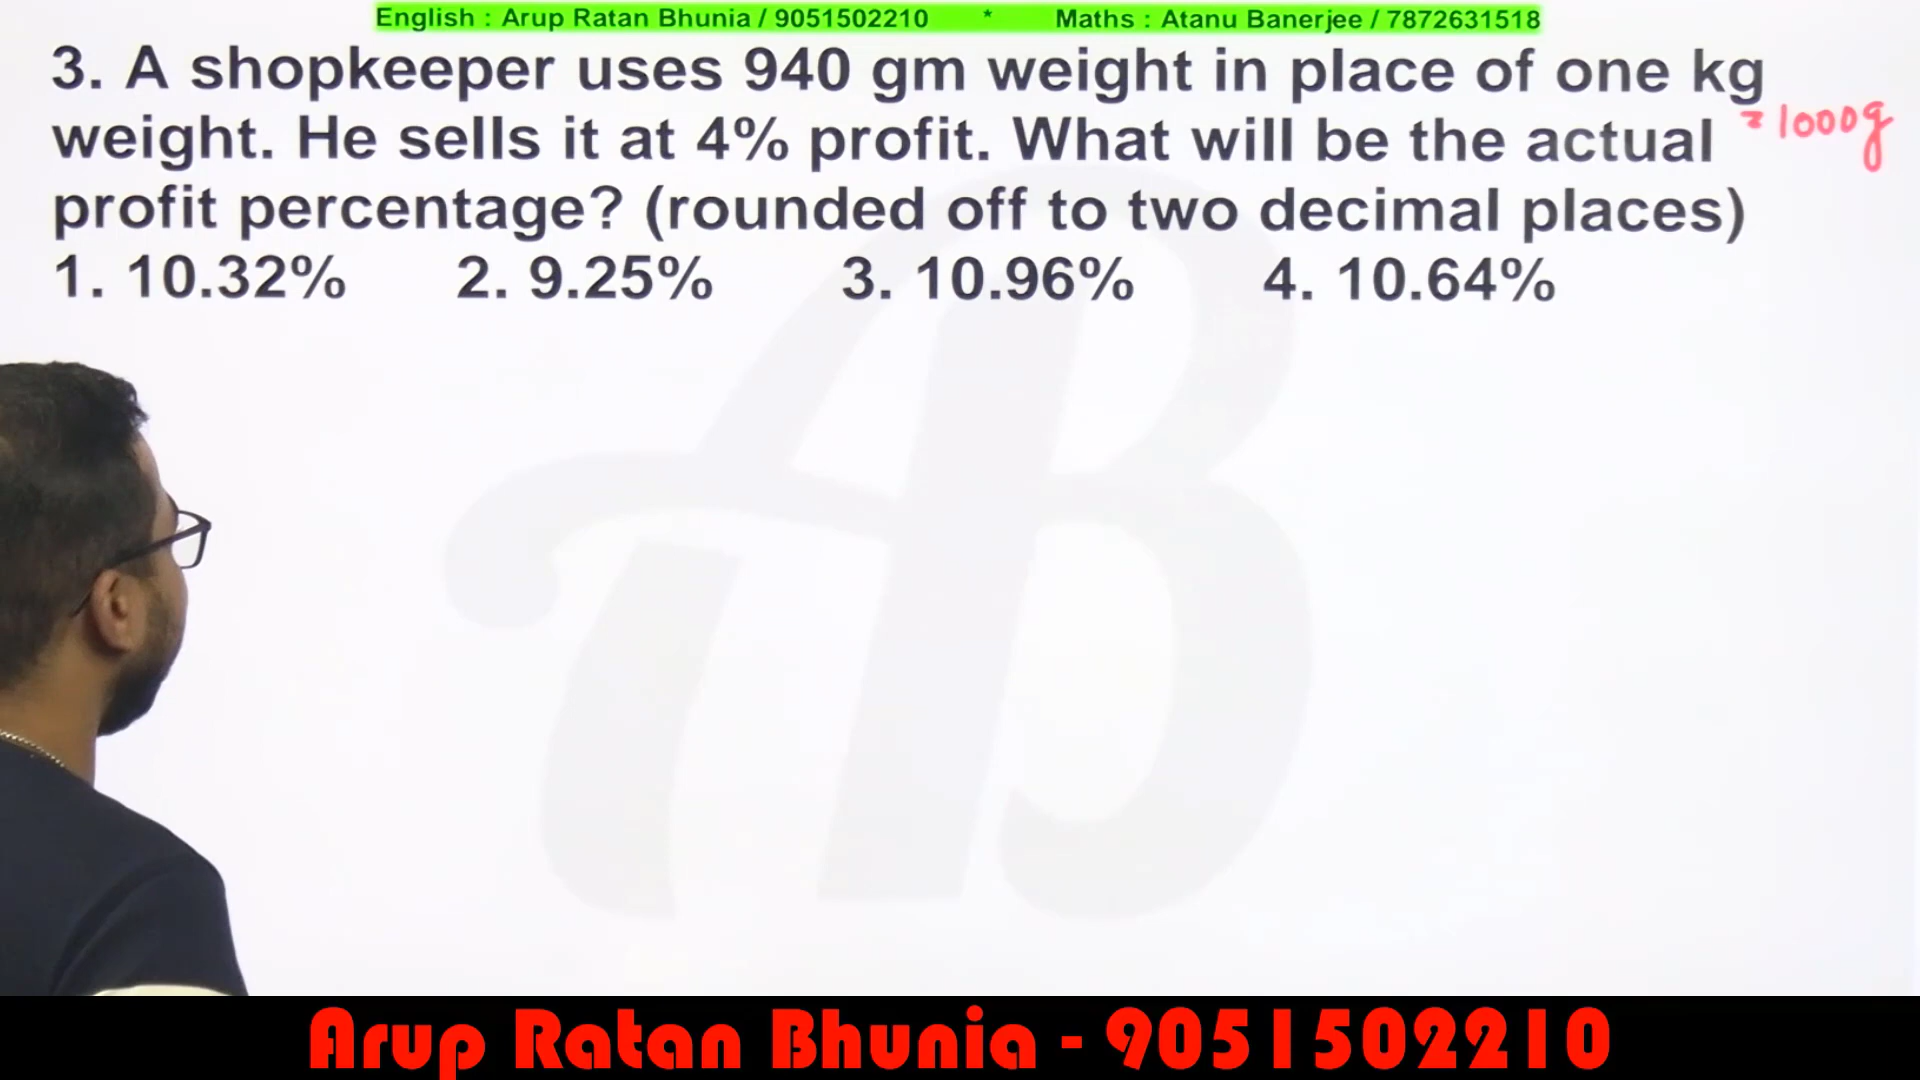 English : Arup Ratan Bhunia / 9051502210 * Maths : Atanu Banerjee / 7872631518
3. A shopkeeper uses 940 gm weight in place of one kg
= 1000g
weight. He sells it at 4% profit. What will be the actual
profit percentage? (rounded off to two decimal places)
1. 10.32% 2. 9.25% 3. 10.96% 4. 10.64%
AB
Arup Ratan Bhunia - 9051502210